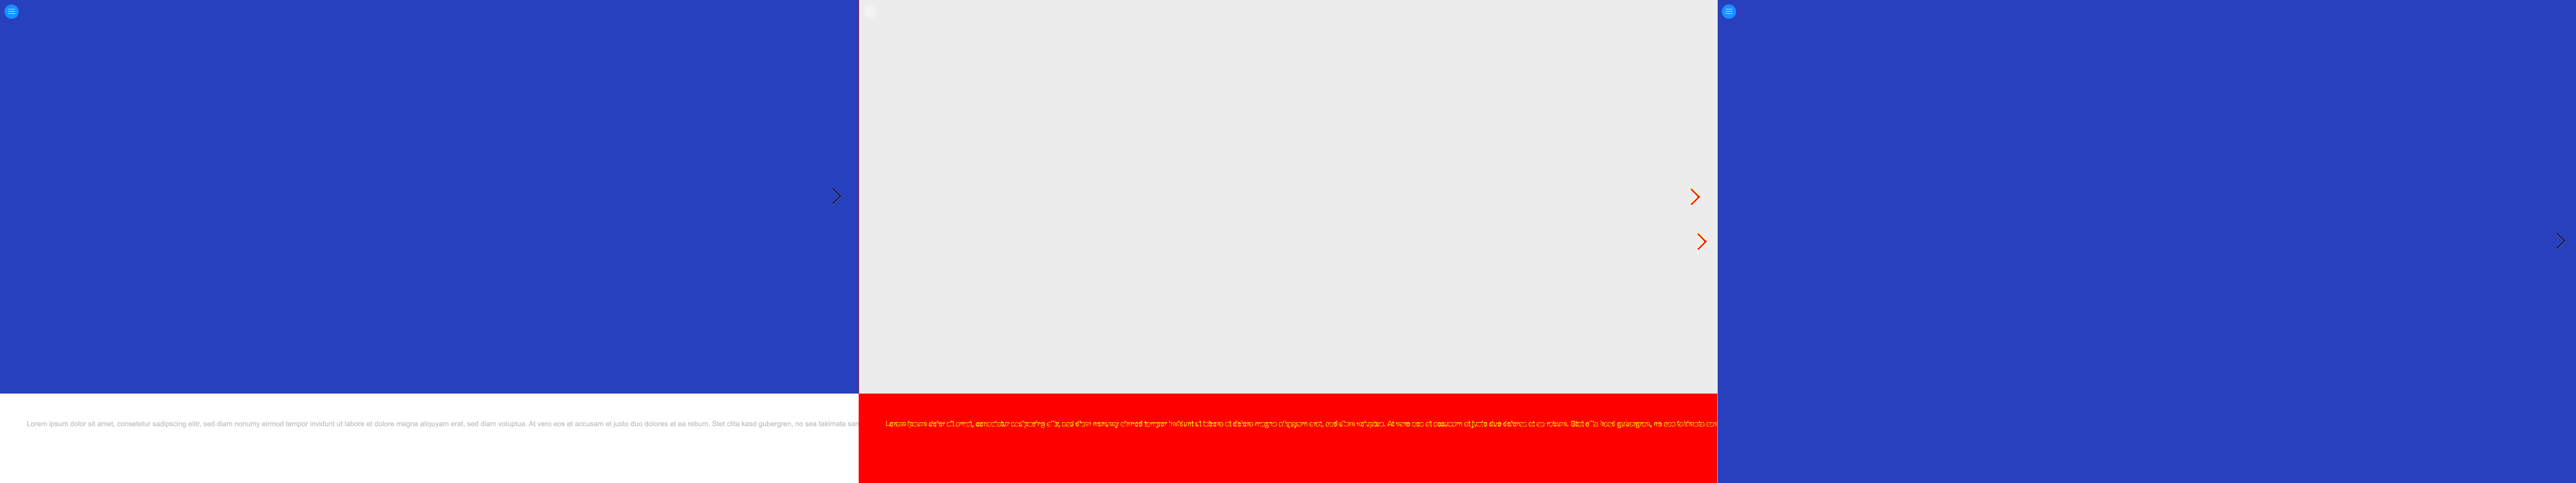 Lorem ipsum dolor sit amet, consetetur sadipscing elitr, sed diam nonumy eirmod tempor invidunt ut labore et dolore magna aliquyam erat, sed diam voluptua. At vero eos et accusam et justo duo dolores et ea rebum. Stet clita kasd gubergren, no sea takimata
Lorem ipsum dolor sit amet, consetetur sadipscing elitr, sed diam nonumy eirmod tempor invidunt ut labore et dolore magna aliquyam erat, sed diam voluptua. At vero eos et accusam et justo duo dolores et ea rebum. Stet clita kasd gubergren, no sea takimata